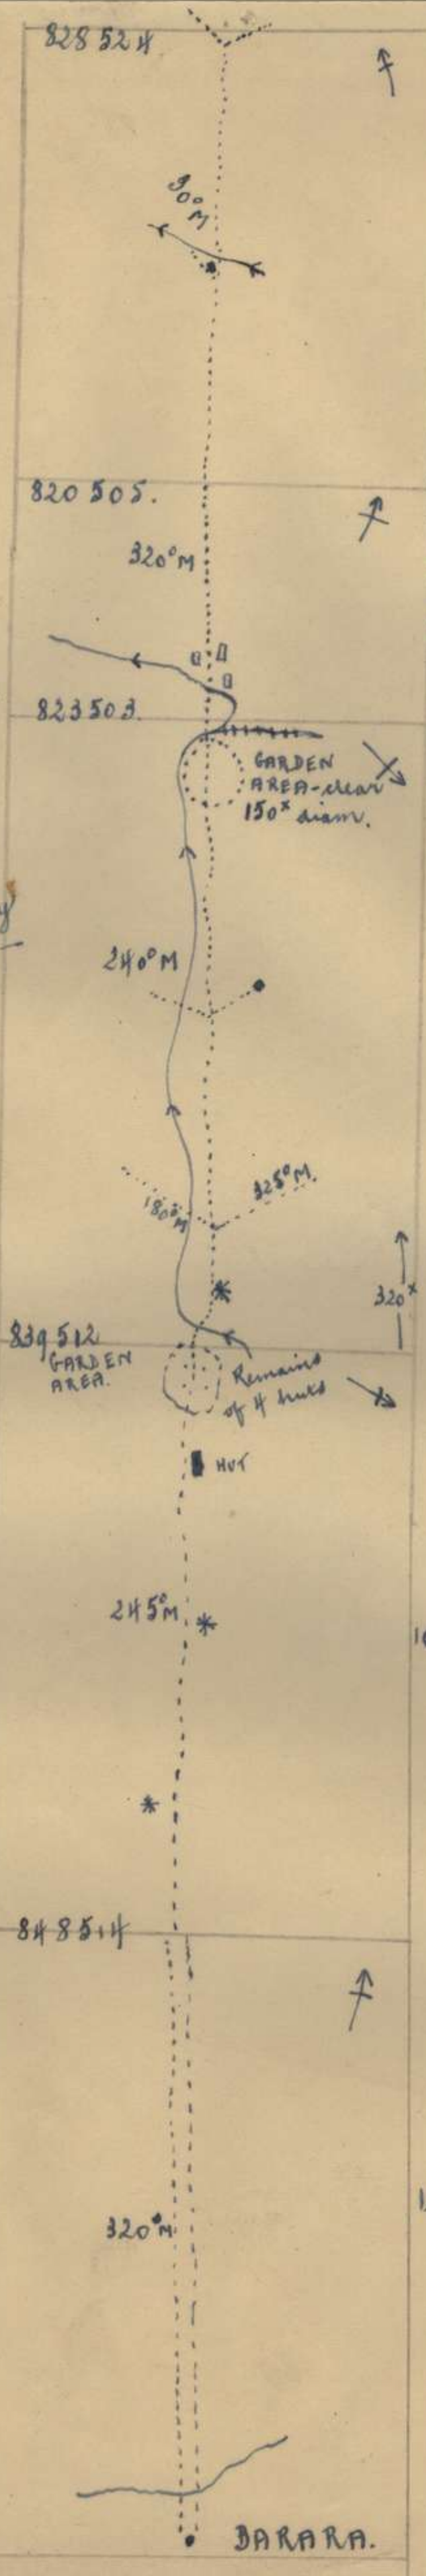 828524
30°M
820505.
320°M
823503.
GARDEN
AREA - clear
150ˣ diam.
240°M
180°M
325°M.
320ˣ
839512
GARDEN
AREA.
Remains
of 4 huts
HUT
245°M
848514
320°M
BARARA.